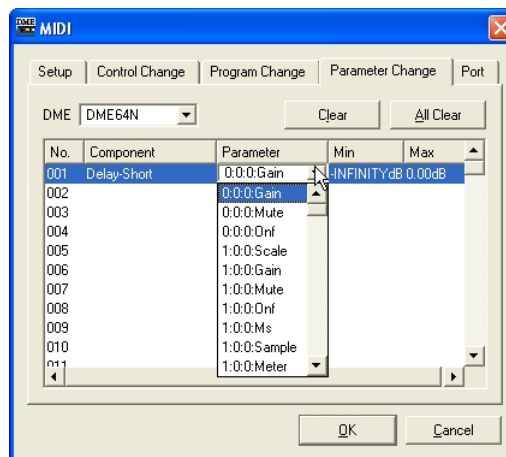 DME MIDI
Setup Control Change Program Change Parameter Change Port
DME DME64N Clear All Clear
No. Component Parameter Min Max
001 Delay-Short 0:0:0:Gain -INFINITYdB 0.00dB
002 0:0:0:Gain
003 0:0:0:Mute
004 0:0:0:Onf
005 1:0:0:Scale
006 1:0:0:Gain
007 1:0:0:Mute
008 1:0:0:Onf
009 1:0:0:Ms
010 1:0:0:Sample
011 1:0:0:Meter
OK Cancel